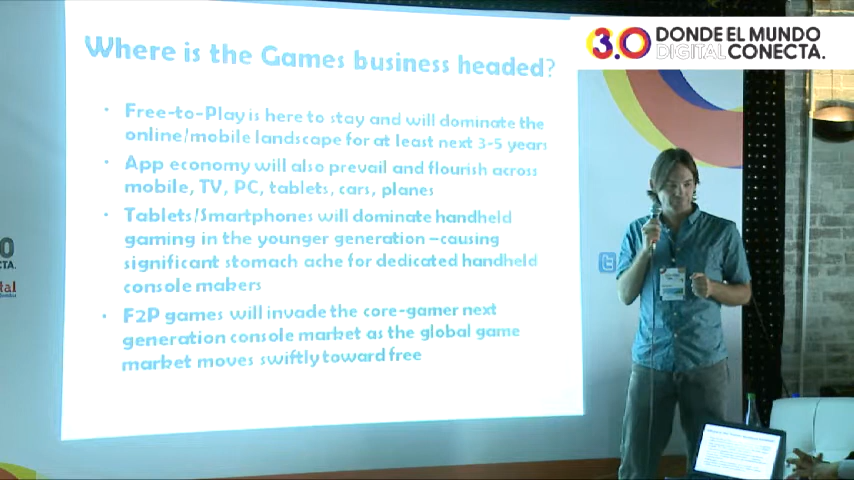 Where is the Games business headed?
• Free-to-Play is here to stay and will dominate the
online/mobile landscape for at least next 3-5 years
• App economy will also prevail and flourish across
mobile, TV, PC, tablets, cars, planes
• Tablets/Smartphones will dominate handheld
gaming in the younger generation –causing
significant stomach ache for dedicated handheld
console makers
• F2P games will invade the core-gamer next
generation console market as the global game
market moves swiftly toward free
3.0 DONDE EL MUNDO
DIGITAL CONECTA.